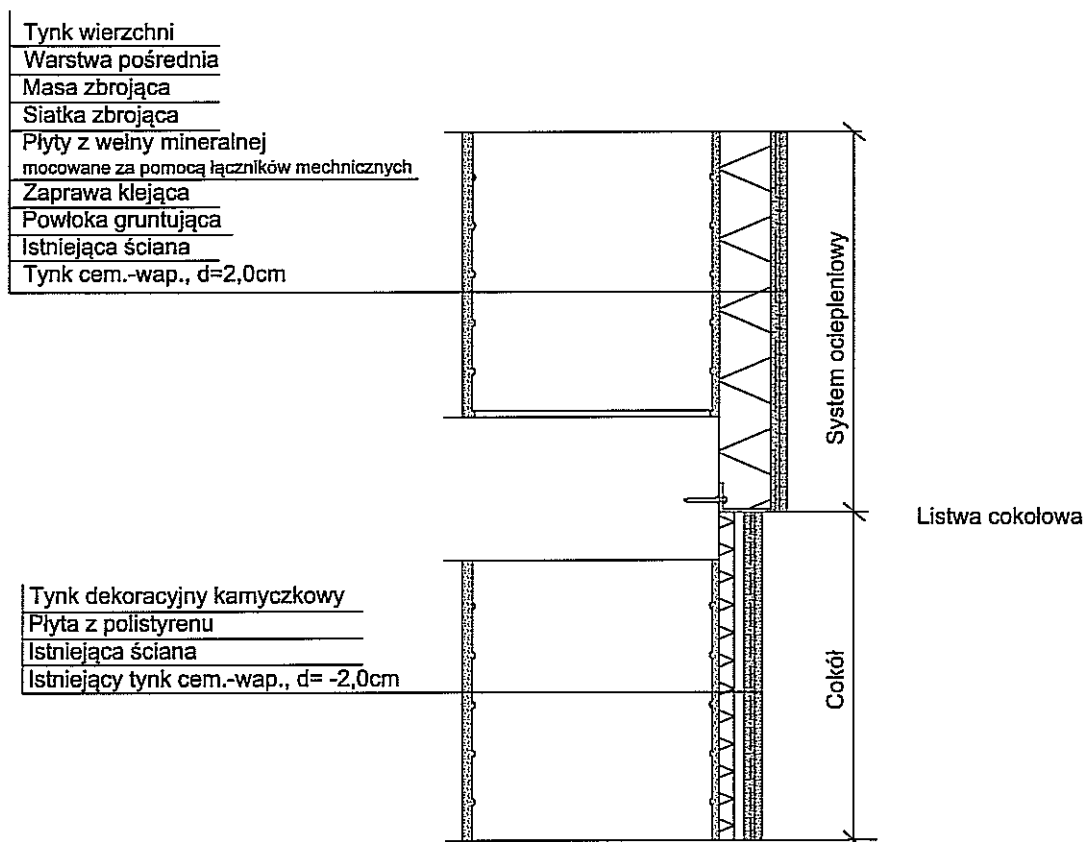 Tynk wierzchni
Warstwa pośrednia
Masa zbrojąca
Siatka zbrojąca
Płyty z wełny mineralnej
mocowane za pomocą łączników mechnicznych
Zaprawa klejąca
Powłoka gruntująca
Istniejąca ściana
Tynk cem.-wap., d=2,0cm
System ociepleniowy
Listwa cokołowa
Tynk dekoracyjny kamyczkowy
Płyta z polistyrenu
Istniejąca ściana
Istniejący tynk cem.-wap., d= -2,0cm
Cokół